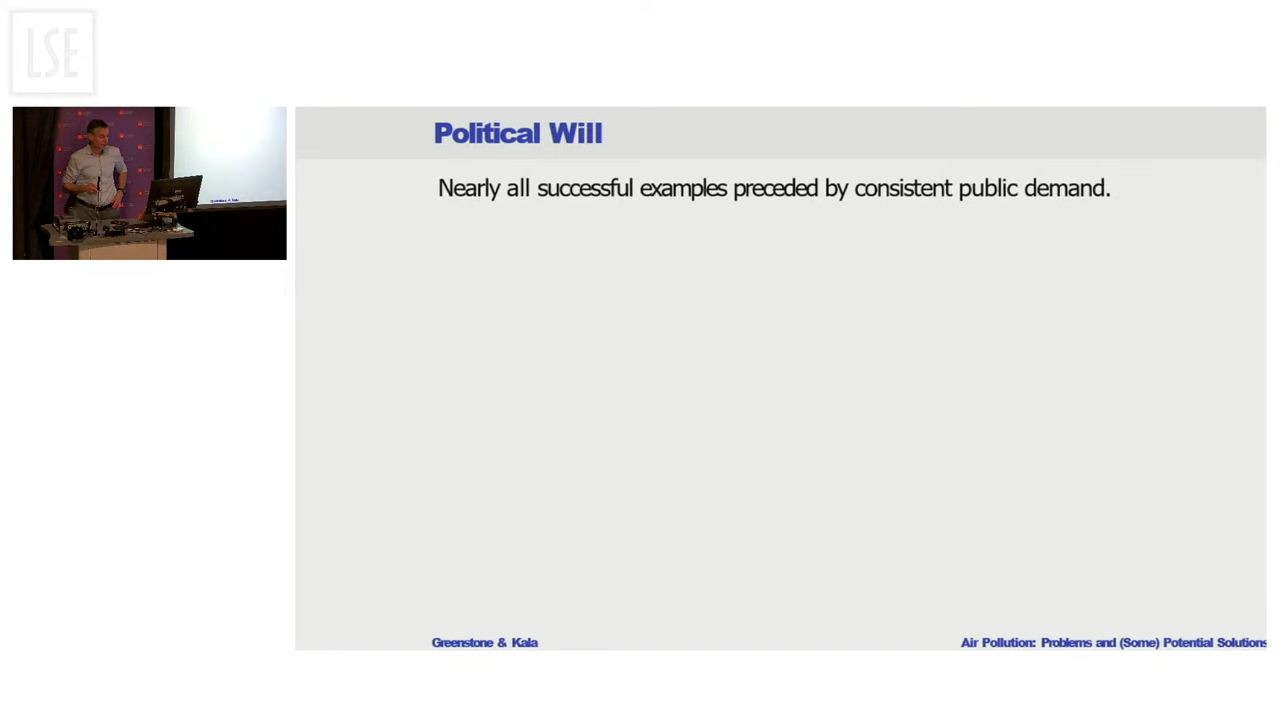 LSE
Political Will
Nearly all successful examples preceded by consistent public demand.
Greenstone & Kala
Air Pollution: Problems and (Some) Potential Solutions